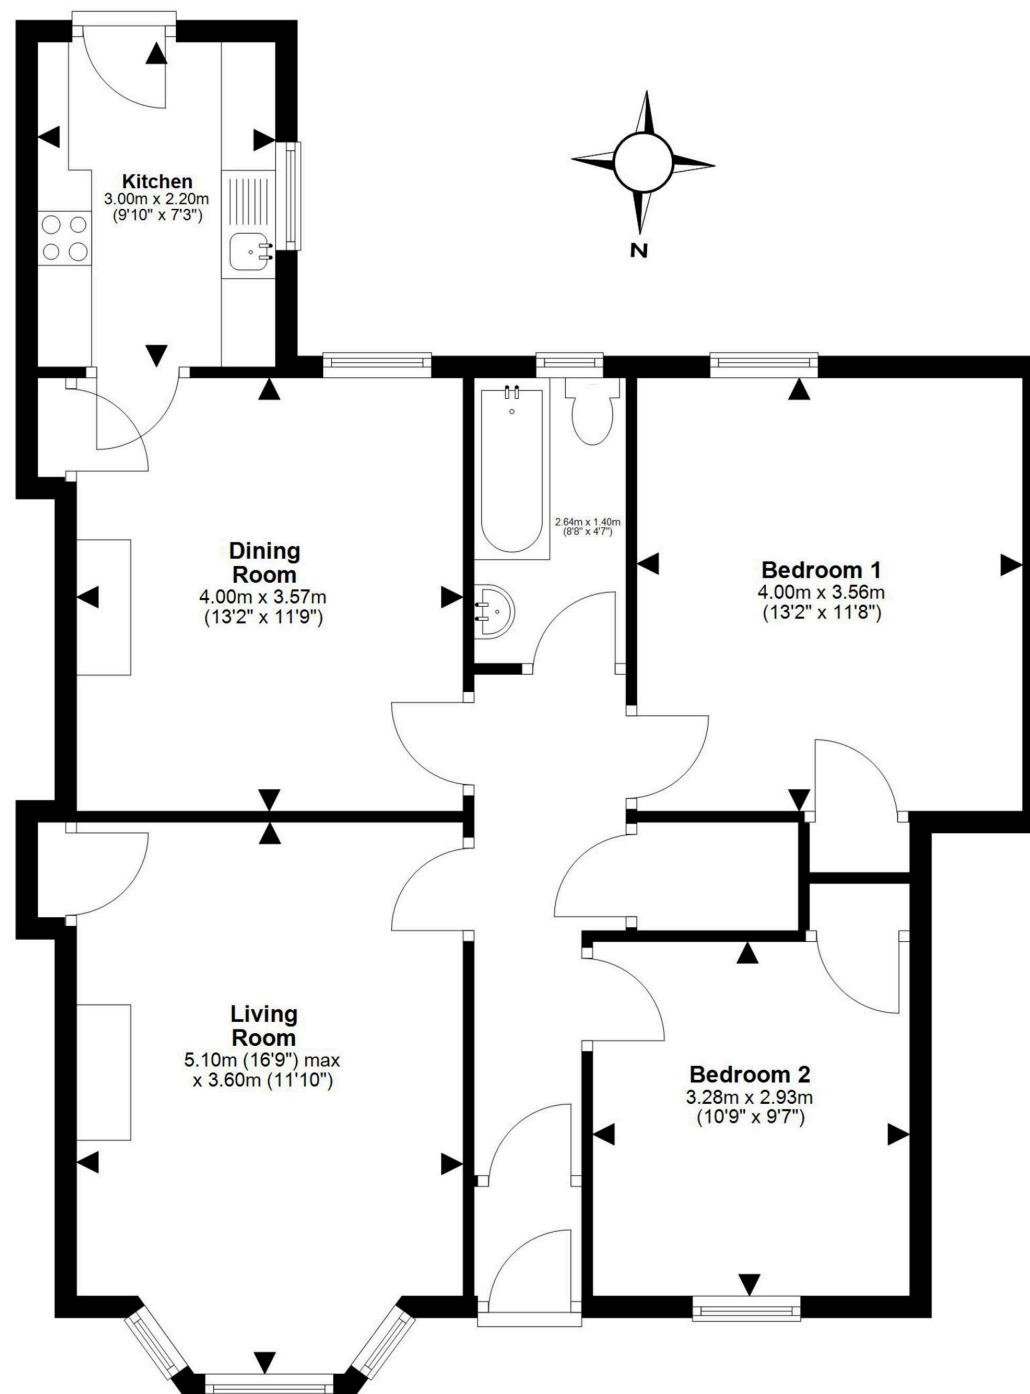 Kitchen
3.00m x 2.20m
(9'10" x 7'3")
N
2.64m x 1.40m
(8'8" x 4'7")
Dining
Room
4.00m x 3.57m
(13'2" x 11'9")
Bedroom 1
4.00m x 3.56m
(13'2" x 11'8")
Living
Room
5.10m (16'9") max
x 3.60m (11'10")
Bedroom 2
3.28m x 2.93m
(10'9" x 9'7")